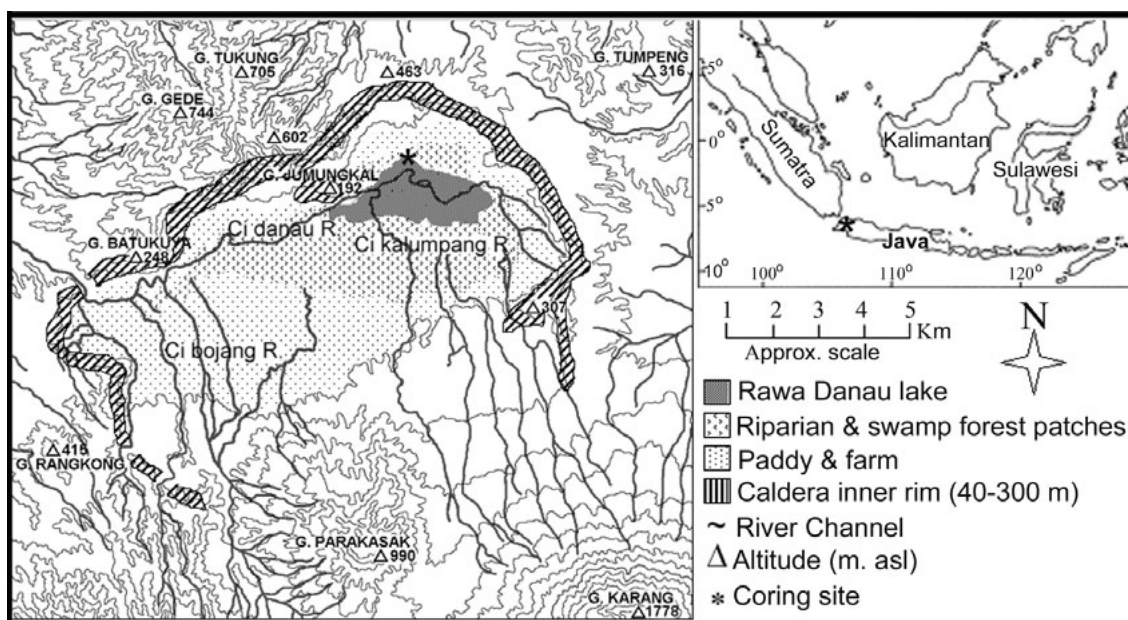 G. TUKUNG
△705
△463
G. TUMPENG
△316
G. GEDE
△744
△602
G. JUMUNGKAL
△192
*
Ci danau R.
Ci kalumpang R.
G. BATUKUYA
△248
△307
Ci bojang R.
△415
G. RANGKONG
G. PARAKASAK
△990
G. KARANG
△1778
5°
0°
5°
10°
100°
110°
120°
Sumatra
Kalimantan
Sulawesi
Java
*
1 2 3 4 5 Km
Approx. scale
N
Rawa Danau lake
Riparian & swamp forest patches
Paddy & farm
Caldera inner rim (40-300 m)
~ River Channel
Δ Altitude (m. asl)
* Coring site